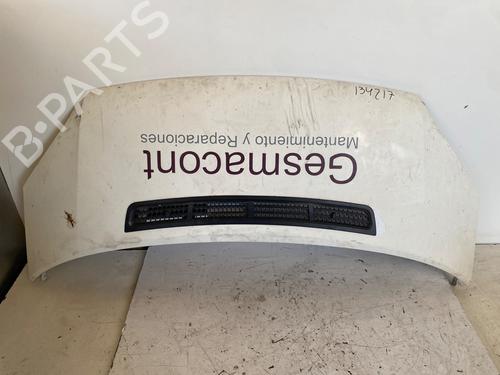 B-PARTS
134217
Gesmacont
Mantenimiento y Reparaciones